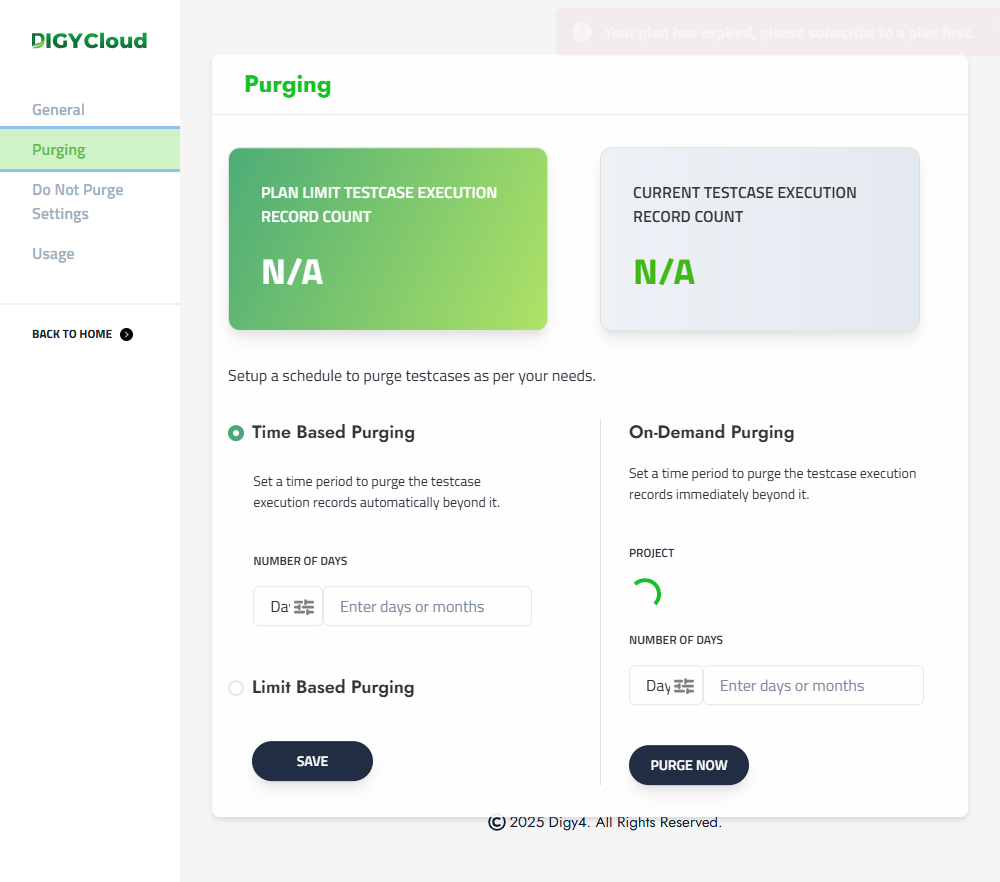 DIGYCloud
Your plan has expired, please subscribe to a plan first.
General
Purging
Do Not Purge
Settings
Usage
BACK TO HOME
Purging
PLAN LIMIT TESTCASE EXECUTION
RECORD COUNT
N/A
CURRENT TESTCASE EXECUTION
RECORD COUNT
N/A
Setup a schedule to purge testcases as per your needs.
Time Based Purging
Set a time period to purge the testcase
execution records automatically beyond it.
NUMBER OF DAYS
Day Enter days or months
Limit Based Purging
SAVE
On-Demand Purging
Set a time period to purge the testcase execution
records immediately beyond it.
PROJECT
NUMBER OF DAYS
Day Enter days or months
PURGE NOW
© 2025 Digy4. All Rights Reserved.